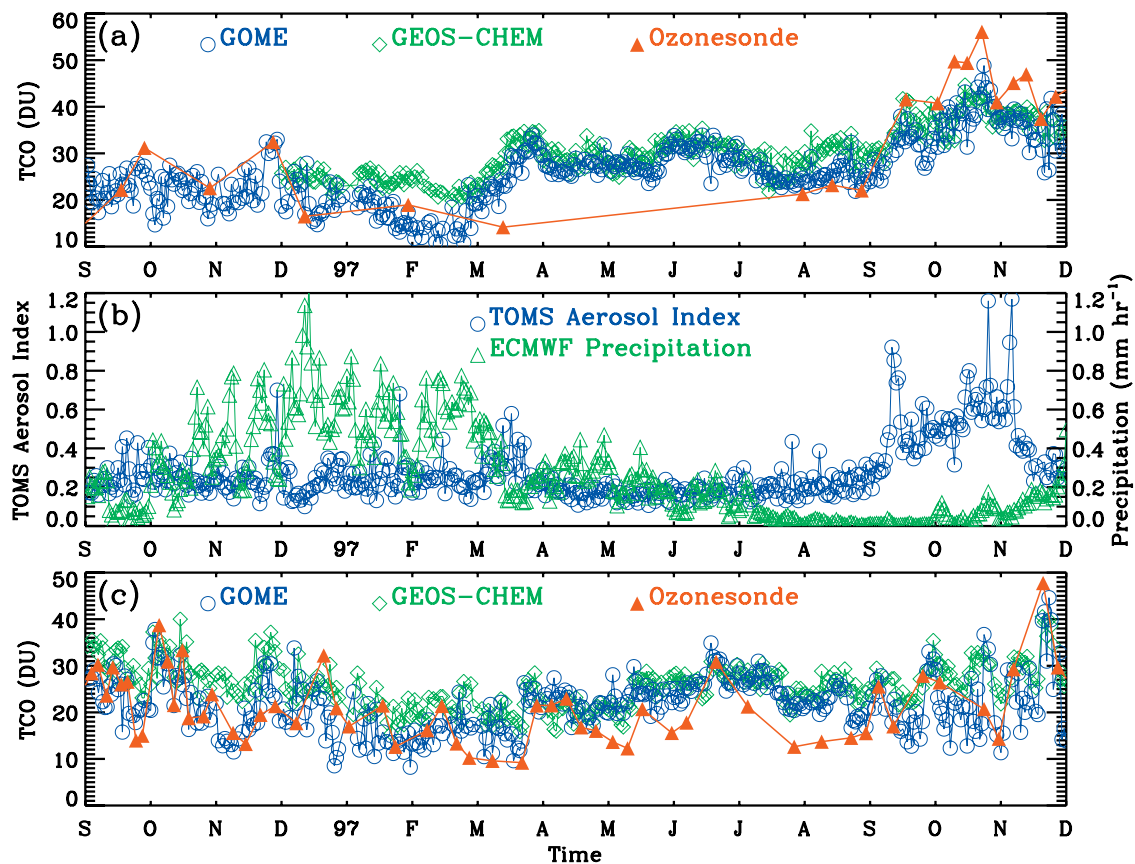 60
(a)
GOME
GEOS-CHEM
Ozonesonde
50
40
30
20
10
TCO (DU)
S O N D 97 F M A M J J A S O N D
1.2
(b)
TOMS Aerosol Index
ECMWF Precipitation
1.0
0.8
0.6
0.4
0.2
0.0
TOMS Aerosol Index
1.2
1.0
0.8
0.6
0.4
0.2
0.0
Precipitation (mm hr⁻¹)
S O N D 97 F M A M J J A S O N D
50
(c)
GOME
GEOS-CHEM
Ozonesonde
40
30
20
10
0
TCO (DU)
S O N D 97 F M A M J J A S O N D
Time